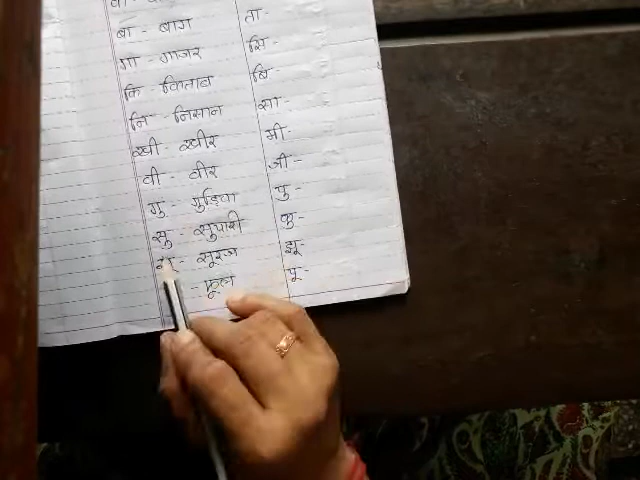 बा - बाग
गा - गाजर
कि - किताब
नि - निसान
खी - खीर
वी - वीर
गु - गुडिया
सु - सुपारी
सू - सूरज
- फूल
ता -
सि -
बि -
सा -
मी -
जी -
पु -
कु -
झू -
पू -